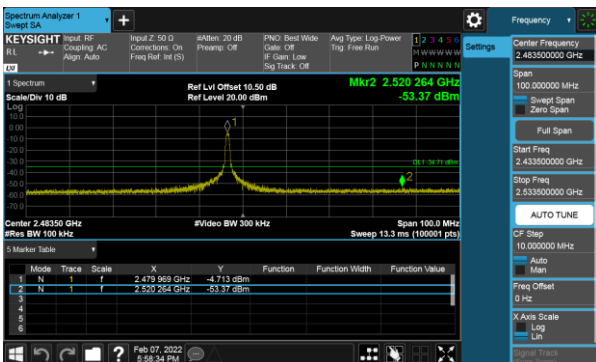 Spectrum Analyzer 1
Swept SA
Frequency
KEYSIGHT
RL
Input: RF
Coupling: AC
Align: Auto
Input Z: 50 Ω
Corrections: On
Freq Ref: Int (S)
#Atten: 20 dB
Preamp: Off
PNO: Best Wide
Gate: Off
IF Gain: Low
Sig Track: Off
Avg Type: Log-Power
Trig: Free Run
1 2 3 4 5 6
M W W W W W
P N N N N N
Settings
LXI
1 Spectrum
Scale/Div 10 dB
Ref Lvl Offset 10.50 dB
Ref Level 20.00 dBm
Mkr2 2.520 264 GHz
-53.37 dBm
Log
10.0
0.00
-10.0
-20.0
-30.0
-40.0
-50.0
-60.0
-70.0
1
DL1 -34.71 dBm
2
Center 2.48350 GHz
#Res BW 100 kHz
#Video BW 300 kHz
Span 100.0 MHz
Sweep 13.3 ms (100001 pts)
5 Marker Table
Mode Trace Scale X Y Function Function Width Function Value
1 N 1 f 2.479 969 GHz -4.713 dBm
2 N 1 f 2.520 264 GHz -53.37 dBm
3
4
5
6
Feb 07, 2022
5:58:34 PM
Center Frequency
2.483500000 GHz
Span
100.000000 MHz
Swept Span
Zero Span
Full Span
Start Freq
2.433500000 GHz
Stop Freq
2.533500000 GHz
AUTO TUNE
CF Step
10.000000 MHz
Auto
Man
Freq Offset
0 Hz
X Axis Scale
Log
Lin
Signal Track